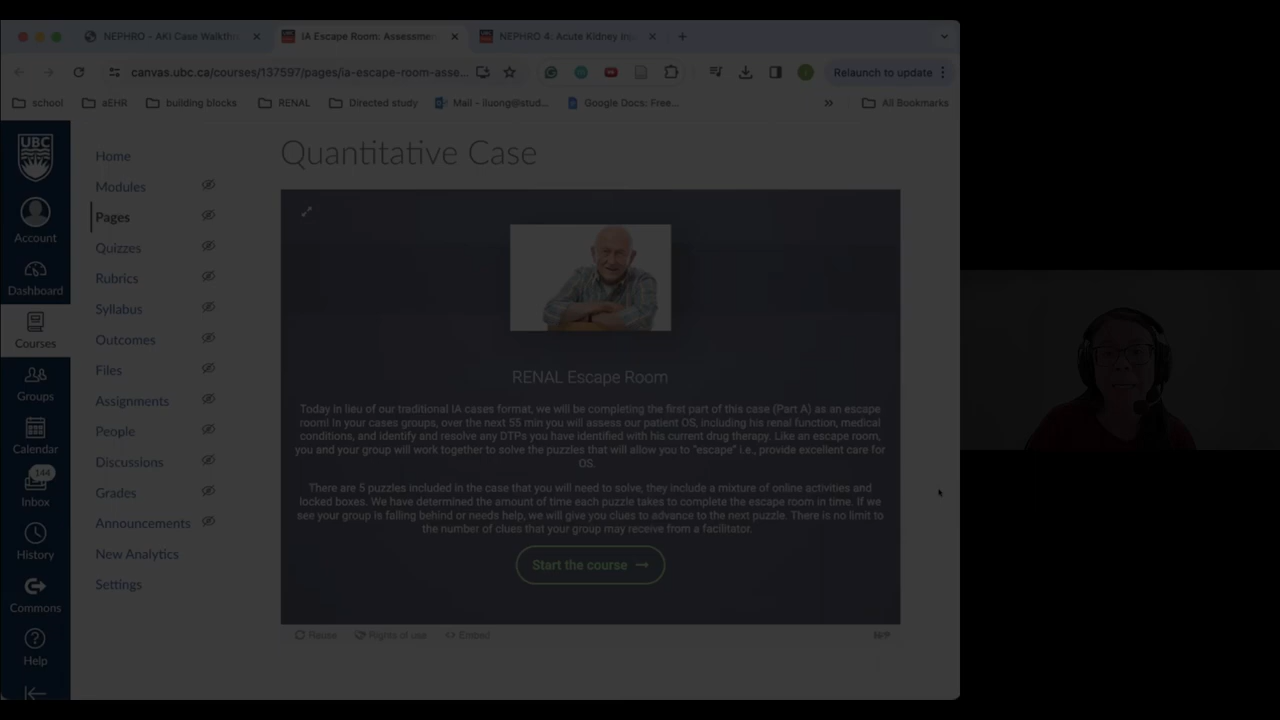 NEPHRO - AKI Case Walkthr
IA Escape Room: Assessmen
NEPHRO 4: Acute Kidney Inj
canvas.ubc.ca/courses/137597/pages/ia-escape-room-asse...
Relaunch to update
school
aEHR
building blocks
RENAL
Directed study
Mail - lluong@stud...
Google Docs: Free...
All Bookmarks
UBC
Account
Dashboard
Courses
Groups
Calendar
144
Inbox
History
Commons
Help
Home
Modules
Pages
Quizzes
Rubrics
Syllabus
Outcomes
Files
Assignments
People
Discussions
Grades
Announcements
New Analytics
Settings
Quantitative Case
RENAL Escape Room
Today in lieu of our traditional IA cases format, we will be completing the first part of this case (Part A) as an escape
room! In your cases groups, over the next 55 min you will assess our patient OS, including his renal function, medical
conditions, and identify and resolve any DTPs you have identified with his current drug therapy. Like an escape room,
you and your group will work together to solve the puzzles that will allow you to "escape" i.e., provide excellent care for
OS.
There are 5 puzzles included in the case that you will need to solve, they include a mixture of online activities and
locked boxes. We have determined the amount of time each puzzle takes to complete the escape room in time. If we
see your group is falling behind or needs help, we will give you clues to advance to the next puzzle. There is no limit to
the number of clues that your group may receive from a facilitator.
Start the course
Reuse
Rights of use
Embed
H5P